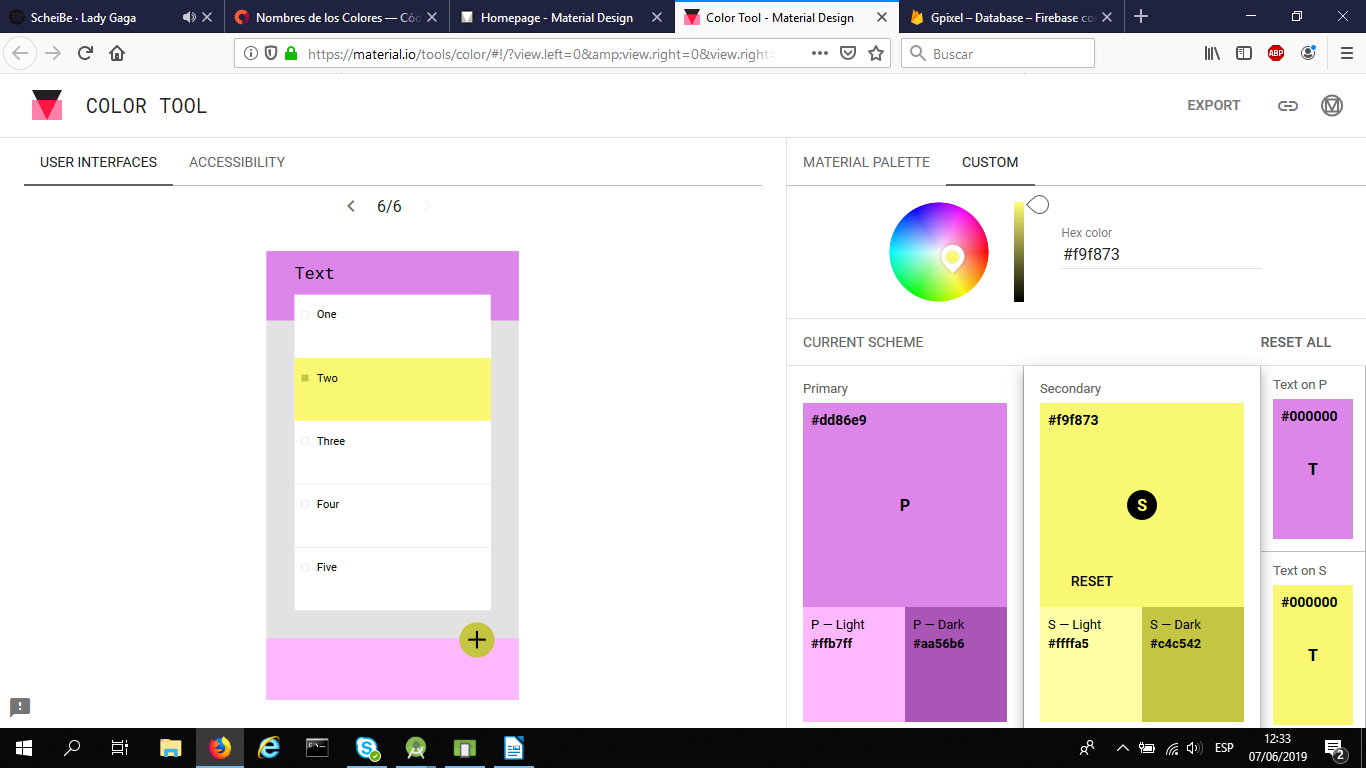 ScheiBe · Lady Gaga
Nombres de los Colores — Cód
Homepage - Material Design
Color Tool - Material Design
Gpixel – Database – Firebase co
https://material.io/tools/color/#!/?view.left=0&amp;view.right=0&view.right=
Buscar
ABP
COLOR TOOL
EXPORT
USER INTERFACES
ACCESSIBILITY
MATERIAL PALETTE
CUSTOM
6/6
Hex color
#f9f873
Text
One
Two
Three
Four
Five
CURRENT SCHEME
RESET ALL
Primary
#dd86e9
P
P — Light
#ffb7ff
P — Dark
#aa56b6
Secondary
#f9f873
S
RESET
S — Light
#ffffa5
S — Dark
#c4c542
Text on P
#000000
T
Text on S
#000000
T
ESP
12:33
07/06/2019
2